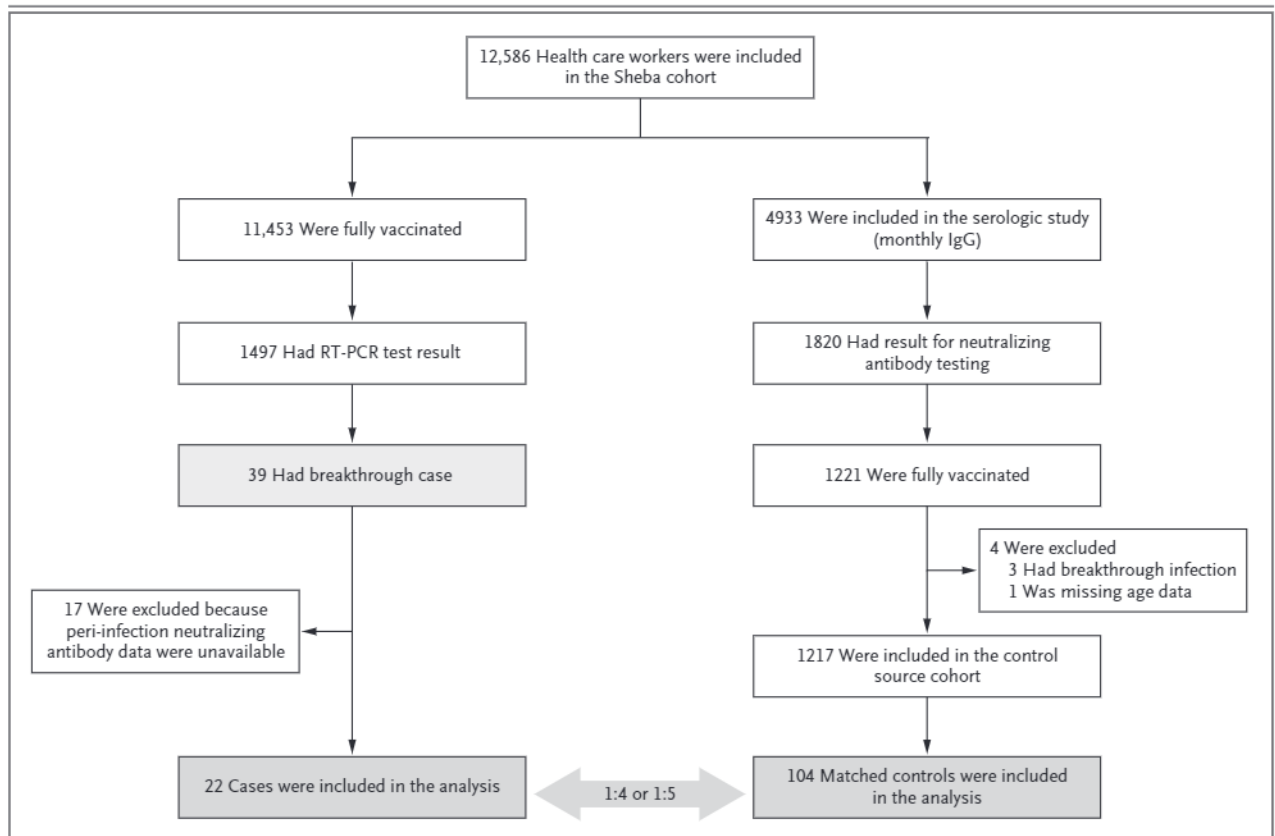 12,586 Health care workers were included
in the Sheba cohort
11,453 Were fully vaccinated
4933 Were included in the serologic study
(monthly IgG)
1497 Had RT-PCR test result
1820 Had result for neutralizing
antibody testing
39 Had breakthrough case
1221 Were fully vaccinated
4 Were excluded
3 Had breakthrough infection
1 Was missing age data
17 Were excluded because
peri-infection neutralizing
antibody data were unavailable
1217 Were included in the control
source cohort
22 Cases were included in the analysis
1:4 or 1:5
104 Matched controls were included
in the analysis